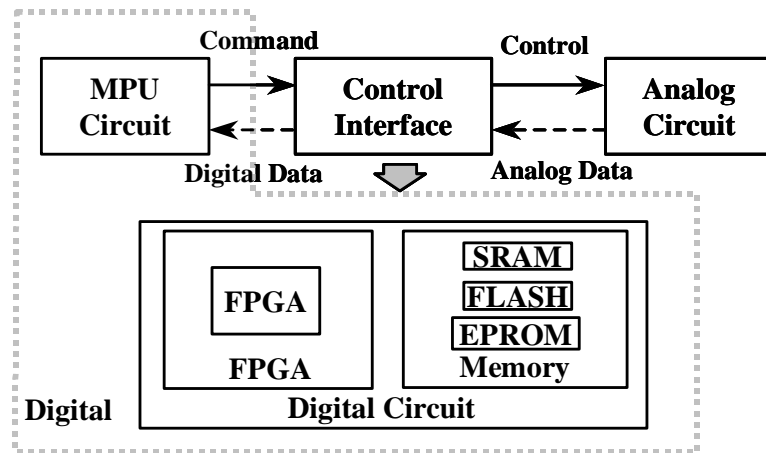 Command
Control
MPU
Circuit
Control
Interface
Analog
Circuit
Digital Data
Analog Data
SRAM
FLASH
EPROM
Memory
FPGA
FPGA
Digital Circuit
Digital